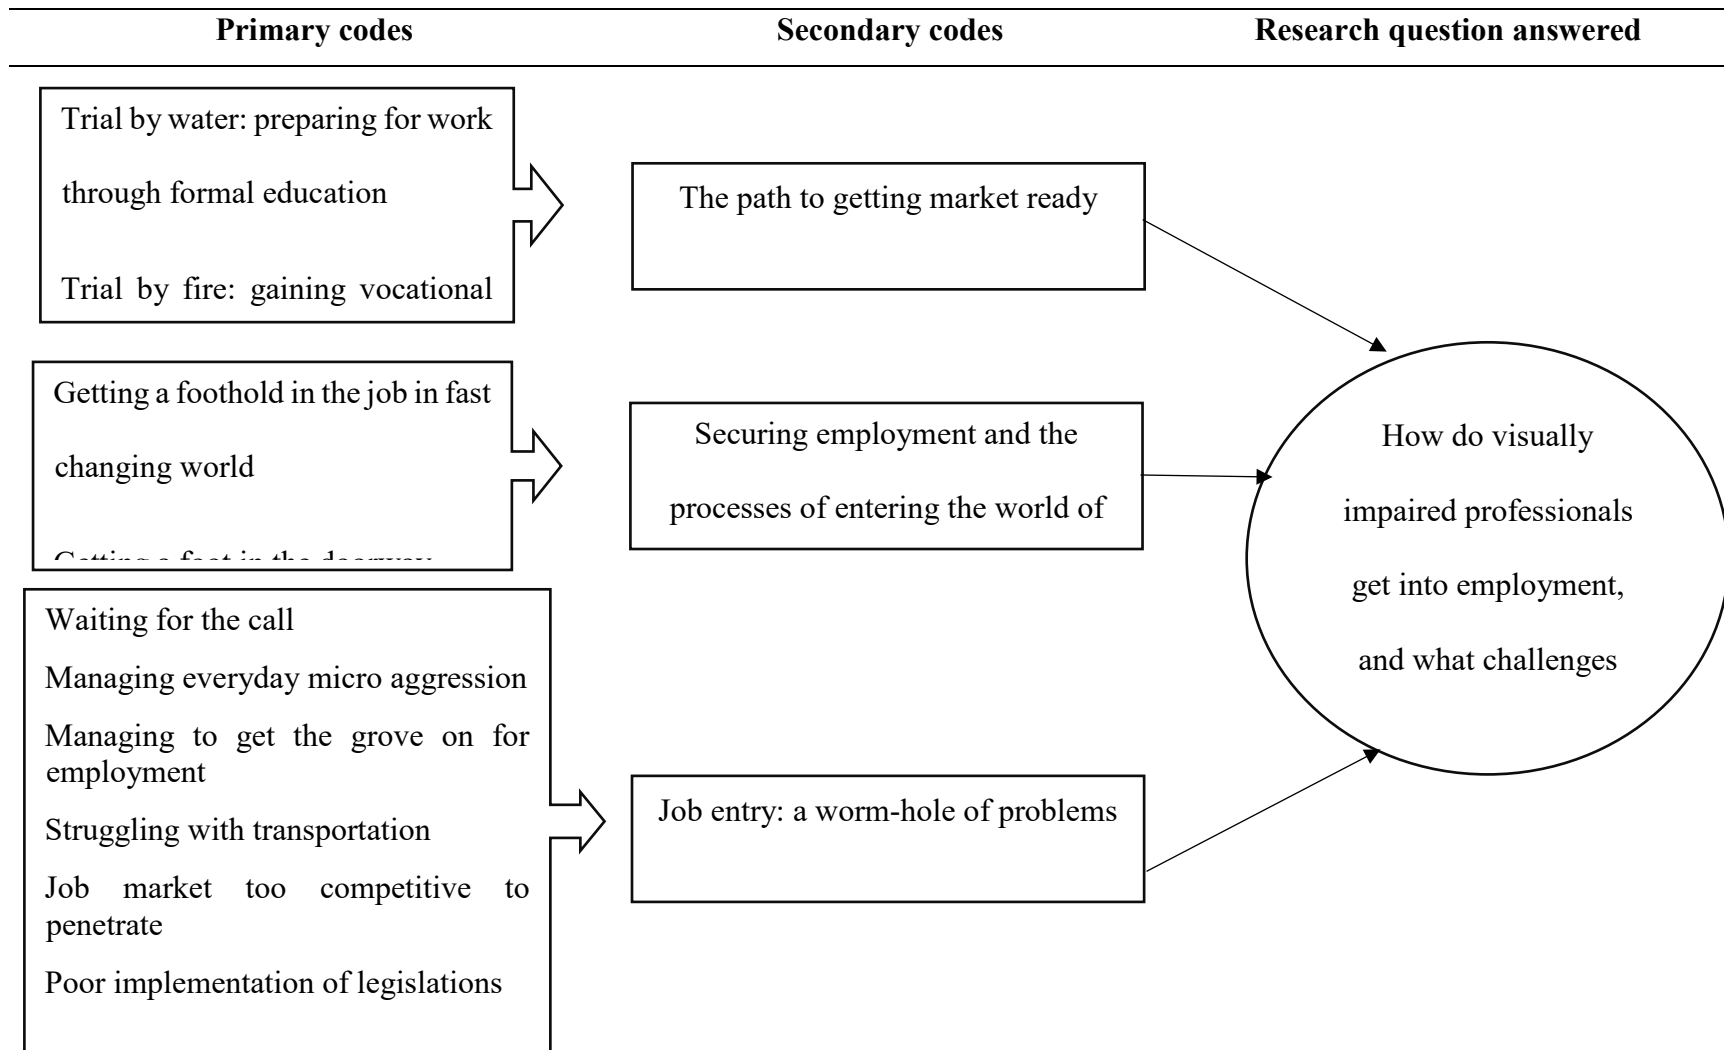 Primary codes
Secondary codes
Research question answered
Trial by water: preparing for work
through formal education
Trial by fire: gaining vocational
The path to getting market ready
Getting a foothold in the job in fast
changing world
Securing employment and the
processes of entering the world of
How do visually
impaired professionals
get into employment,
and what challenges
Waiting for the call
Managing everyday micro aggression
Managing to get the grove on for
employment
Struggling with transportation
Job market too competitive to
penetrate
Poor implementation of legislations
Job entry: a worm-hole of problems